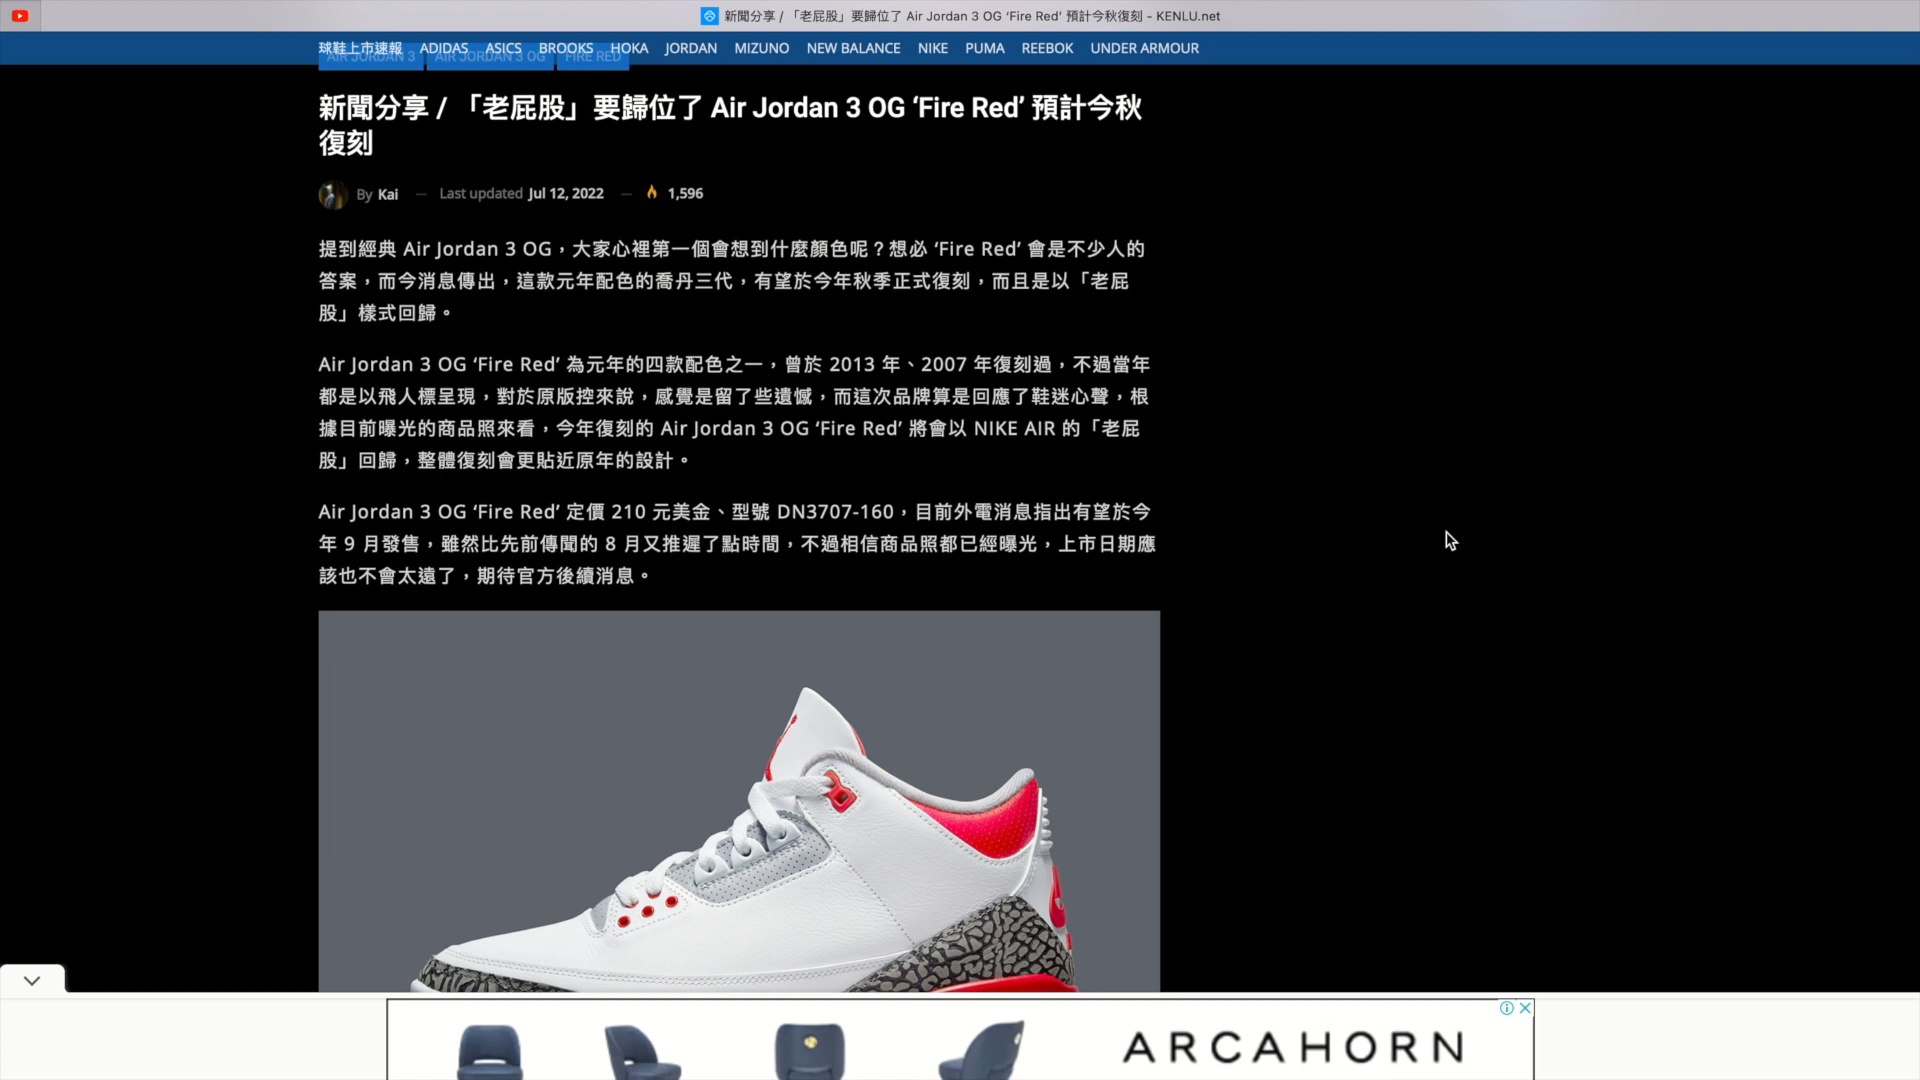 新聞分享 / 「老屁股」要歸位了 Air Jordan 3 OG ‘Fire Red’ 預計今秋復刻 - KENLU.net
球鞋上市速報 ADIDAS ASICS BROOKS HOKA JORDAN MIZUNO NEW BALANCE NIKE PUMA REEBOK UNDER ARMOUR
AIR JORDAN 3 AIR JORDAN 3 OG FIRE RED
新聞分享 / 「老屁股」要歸位了 Air Jordan 3 OG ‘Fire Red’ 預計今秋
復刻
By Kai — Last updated Jul 12, 2022 — 1,596
提到經典 Air Jordan 3 OG，大家心裡第一個會想到什麼顏色呢？想必 ‘Fire Red’ 會是不少人的
答案，而今消息傳出，這款元年配色的喬丹三代，有望於今年秋季正式復刻，而且是以「老屁
股」樣式回歸。
Air Jordan 3 OG ‘Fire Red’ 為元年的四款配色之一，曾於 2013 年、2007 年復刻過，不過當年
都是以飛人標呈現，對於原版控來說，感覺是留了些遺憾，而這次品牌算是回應了鞋迷心聲，根
據目前曝光的商品照來看，今年復刻的 Air Jordan 3 OG ‘Fire Red’ 將會以 NIKE AIR 的「老屁
股」回歸，整體復刻會更貼近原年的設計。
Air Jordan 3 OG ‘Fire Red’ 定價 210 元美金、型號 DN3707-160，目前外電消息指出有望於今
年 9 月發售，雖然比先前傳聞的 8 月又推遲了點時間，不過相信商品照都已經曝光，上市日期應
該也不會太遠了，期待官方後續消息。
ARCAHORN